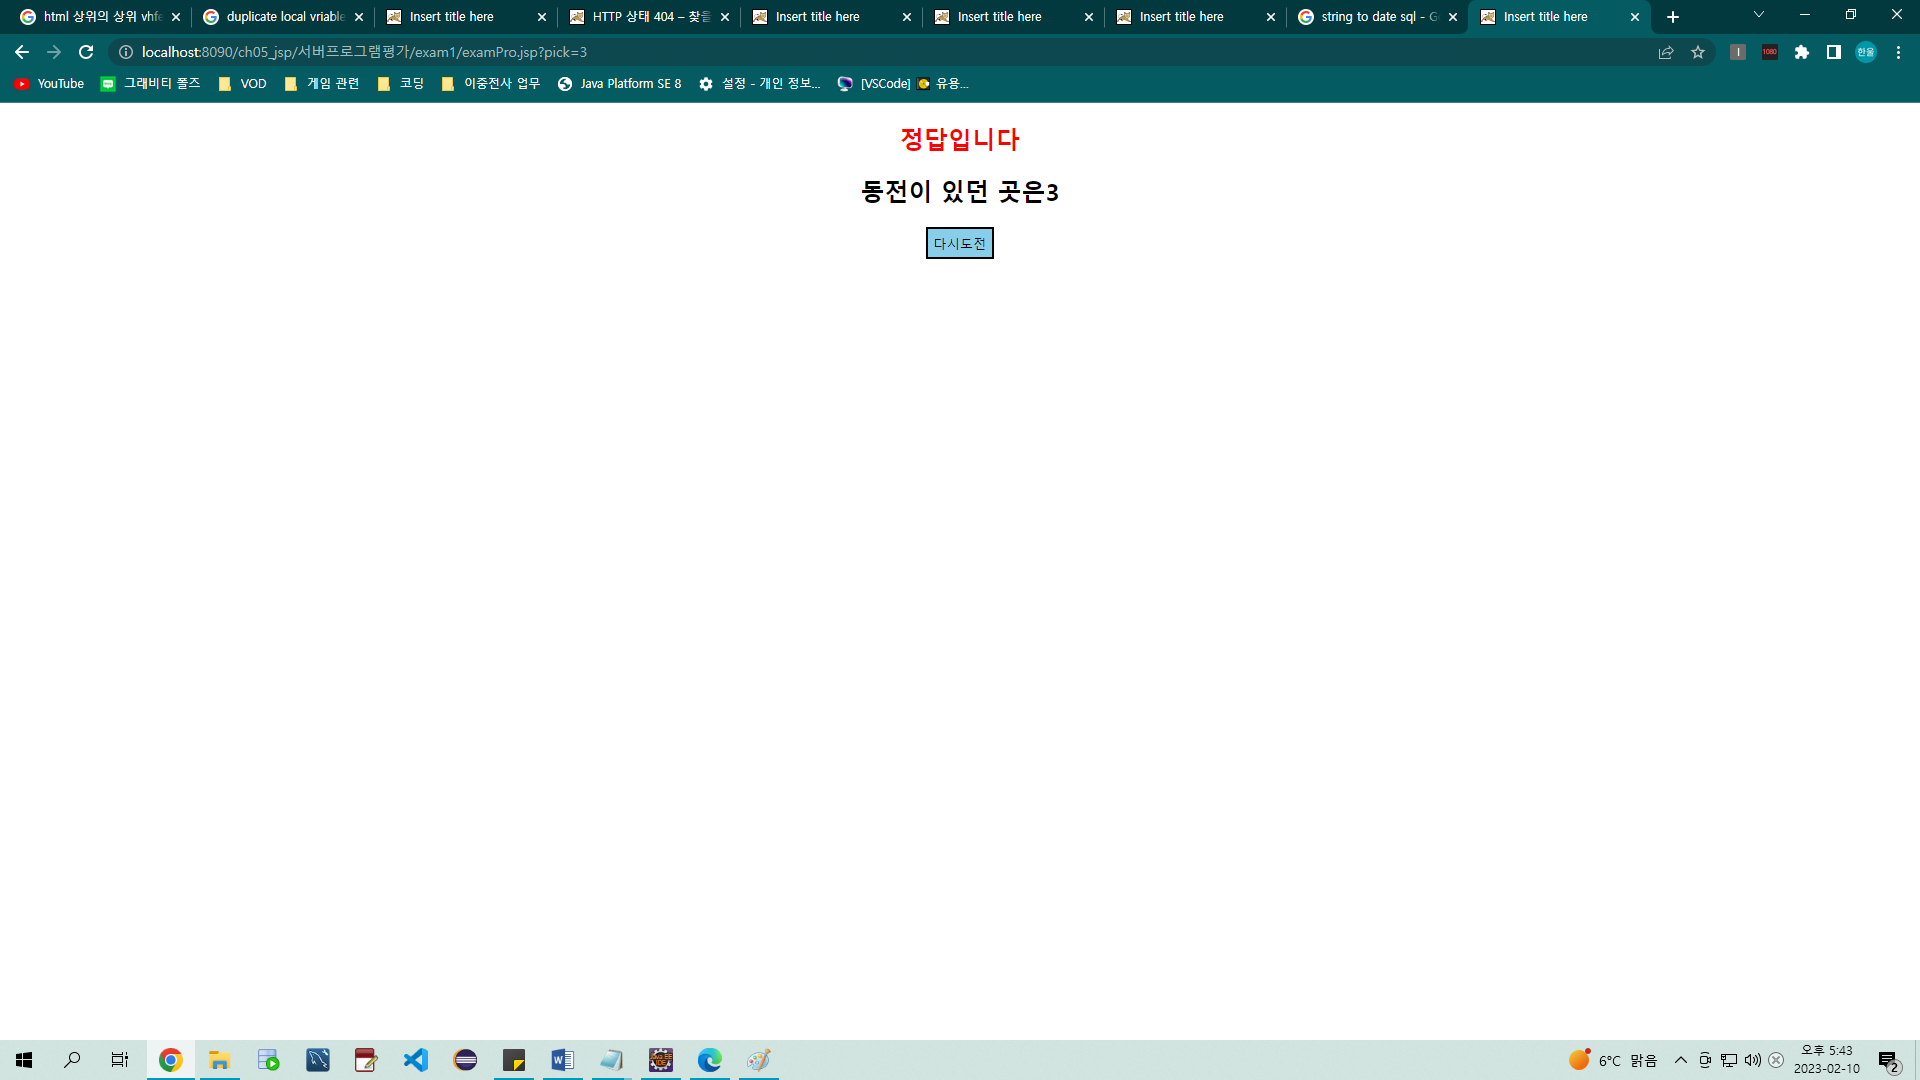 html 상위의 상위 vhf
duplicate local vriable
Insert title here
HTTP 상태 404 – 찾을
Insert title here
Insert title here
Insert title here
string to date sql - G
Insert title here
localhost:8090/ch05_jsp/서버프로그램평가/exam1/examPro.jsp?pick=3
I
1080
한울
YouTube
그래비티 폴즈
VOD
게임 관련
코딩
이중전사 업무
Java Platform SE 8
설정 - 개인 정보...
[VSCode]
유용...
정답입니다
동전이 있던 곳은3
다시도전
6°C 맑음
오후 5:43
2023-02-10
2